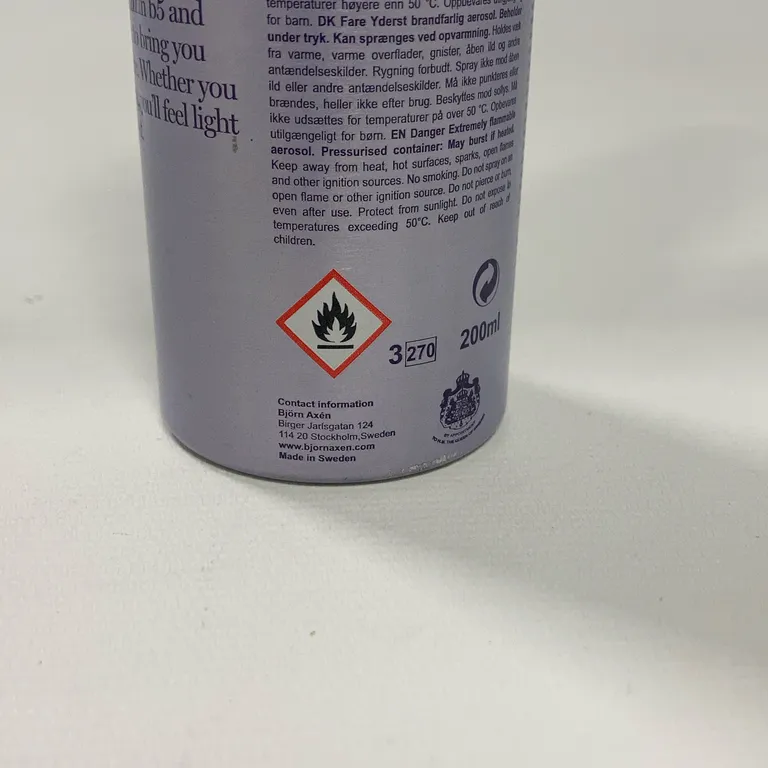 in b5 and
bring you
Whether you
you'll feel light
temperaturer høyere enn 50 °C. Oppbevares
for barn. DK Fare Yderst brandfarlig aerosol. Beholder
under tryk. Kan sprænges ved opvarmning. Holdes væk
fra varme, varme overflader, gnister, åben ild og andre
antændelseskilder. Rygning forbudt. Spray ikke mod åben
ild eller andre antændelseskilder. Må ikke punkteres eller
brændes, heller ikke efter brug. Beskyttes mod sollys. Må
ikke udsættes for temperaturer på over 50 °C. Opbevares
utilgængeligt for børn. EN Danger Extremely flammable
aerosol. Pressurised container: May burst if heated.
Keep away from heat, hot surfaces, sparks, open flames
and other ignition sources. No smoking. Do not spray on an
open flame or other ignition source. Do not pierce or burn,
even after use. Protect from sunlight. Do not expose to
temperatures exceeding 50°C. Keep out of reach of
children.
3 270
200ml
Contact information
Björn Axén
Birger Jarlsgatan 124
114 20 Stockholm,Sweden
www.bjornaxen.com
Made in Sweden